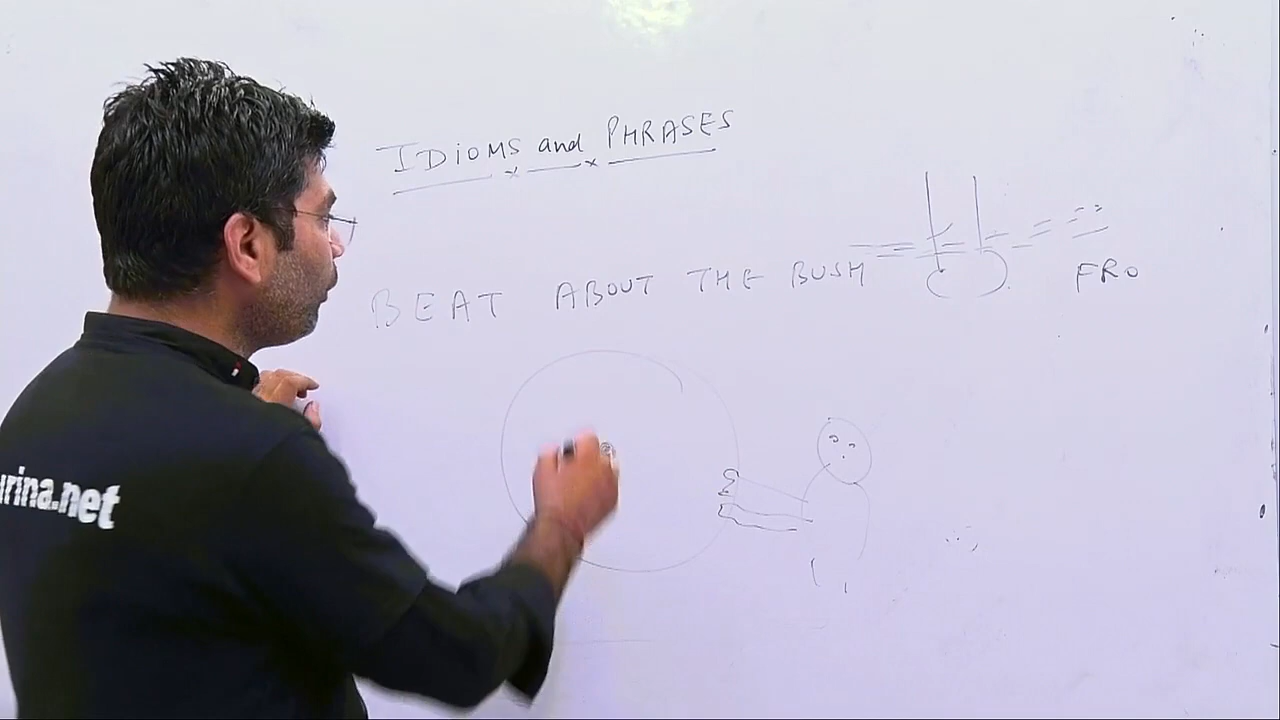 IDIOMS and PHRASES
BEAT ABOUT THE BUSH
FRO
rina.net